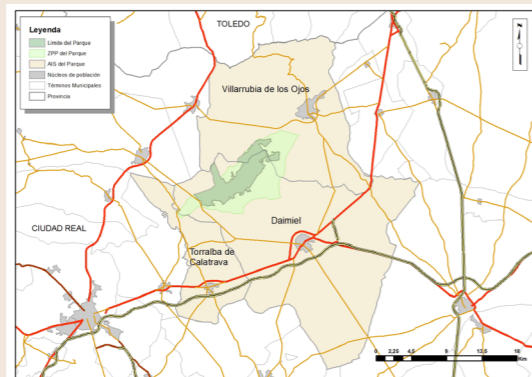 TOLEDO
Leyenda
Límite del Parque
ZPP del Parque
AIS del Parque
Núcleos de población
Términos Municipales
Provincia
N
Villarrubia de los Ojos
Daimiel
CIUDAD REAL
Torralba de
Calatrava
0 2,25 4,5 9 13,5 18
Km